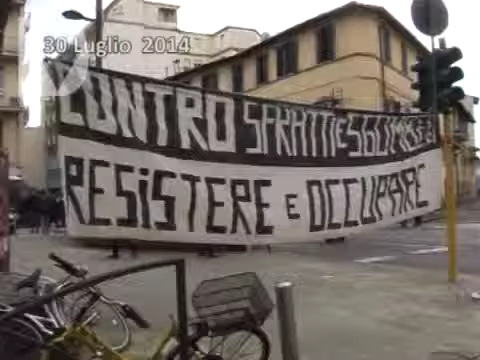 30 Luglio 2014
CONTRO SFRATTI E SGOMBERI
RESiSTERE E OCCUPARE